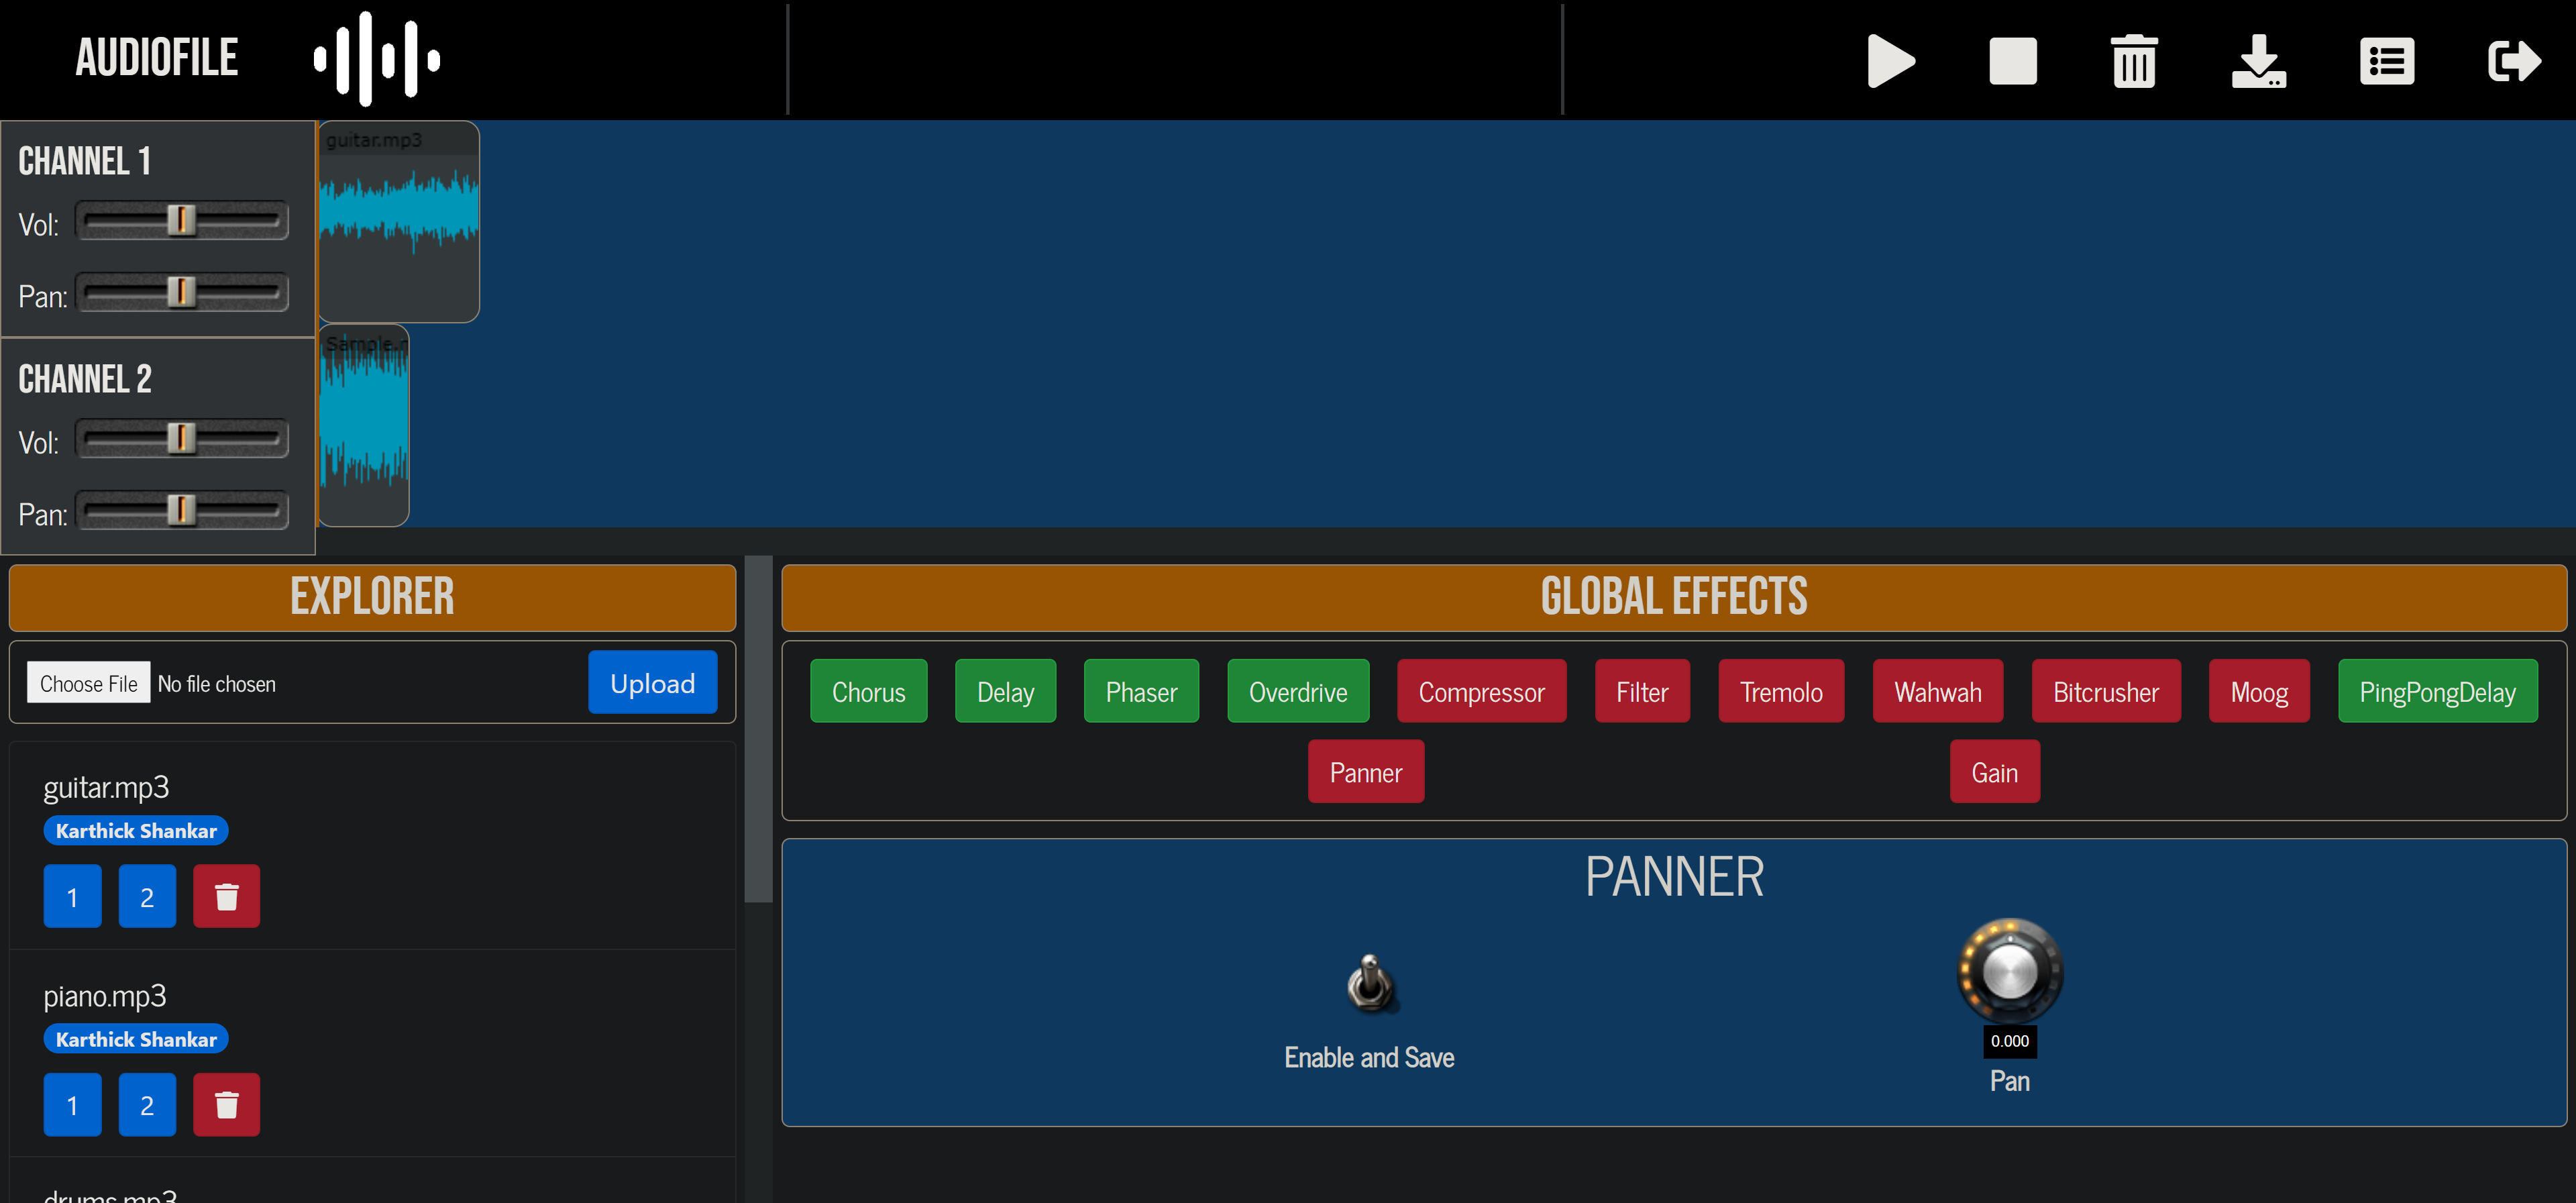 AUDIOFILE
CHANNEL 1
Vol:
Pan:
guitar.mp3
CHANNEL 2
Vol:
Pan:
EXPLORER
Choose File No file chosen
Upload
guitar.mp3
Karthick Shankar
1 2
piano.mp3
Karthick Shankar
1 2
drums.mp3
GLOBAL EFFECTS
Chorus Delay Phaser Overdrive Compressor Filter Tremolo Wahwah Bitcrusher Moog PingPongDelay
Panner Gain
PANNER
Enable and Save
0.000
Pan